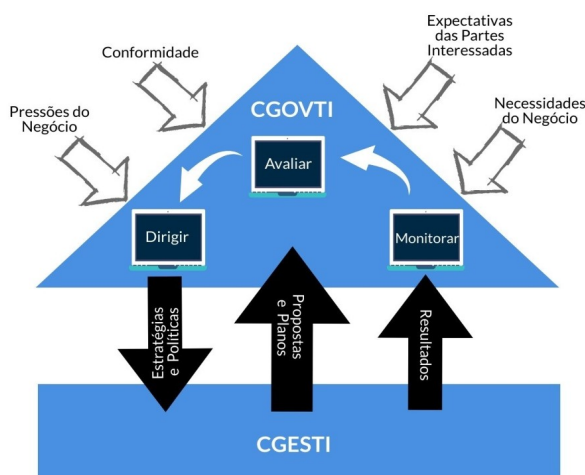 Expectativas
das Partes
Interessadas
Conformidade
Pressões do
Negócio
CGOVTI
Necessidades
do Negócio
Avaliar
Dirigir
Monitorar
Estratégias
e Políticas
Propostas
e Planos
Resultados
CGESTI